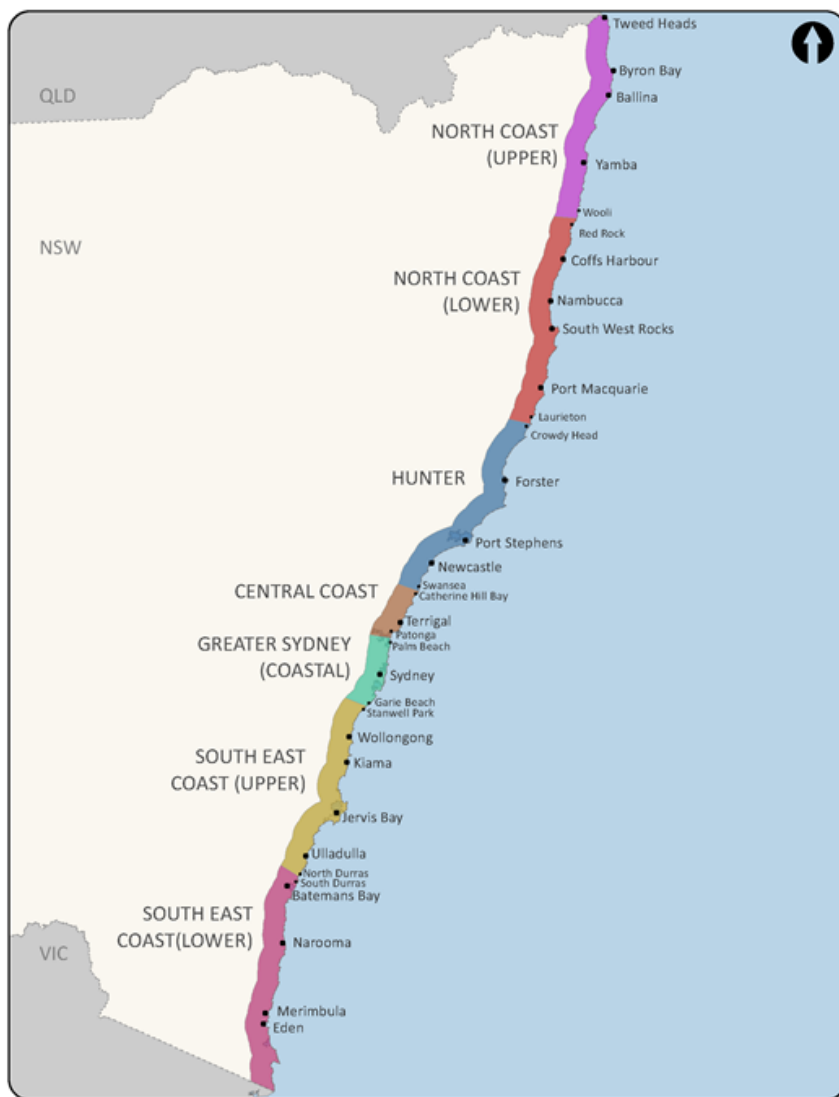 Tweed Heads
QLD
Byron Bay
Ballina
NORTH COAST
(UPPER)
Yamba
Wooli
Red Rock
NSW
Coffs Harbour
NORTH COAST
(LOWER)
Nambucca
South West Rocks
Port Macquarie
Laurieton
Crowdy Head
HUNTER
Forster
Port Stephens
Newcastle
Swansea
CENTRAL COAST
Catherine Hill Bay
Terrigal
Patonga
GREATER SYDNEY
(COASTAL)
Palm Beach
Sydney
Garie Beach
Stanwell Park
Wollongong
SOUTH EAST
COAST (UPPER)
Kiama
Jervis Bay
Ulladulla
North Durras
South Durras
Batemans Bay
SOUTH EAST
COAST(LOWER)
Narooma
VIC
Merimbula
Eden